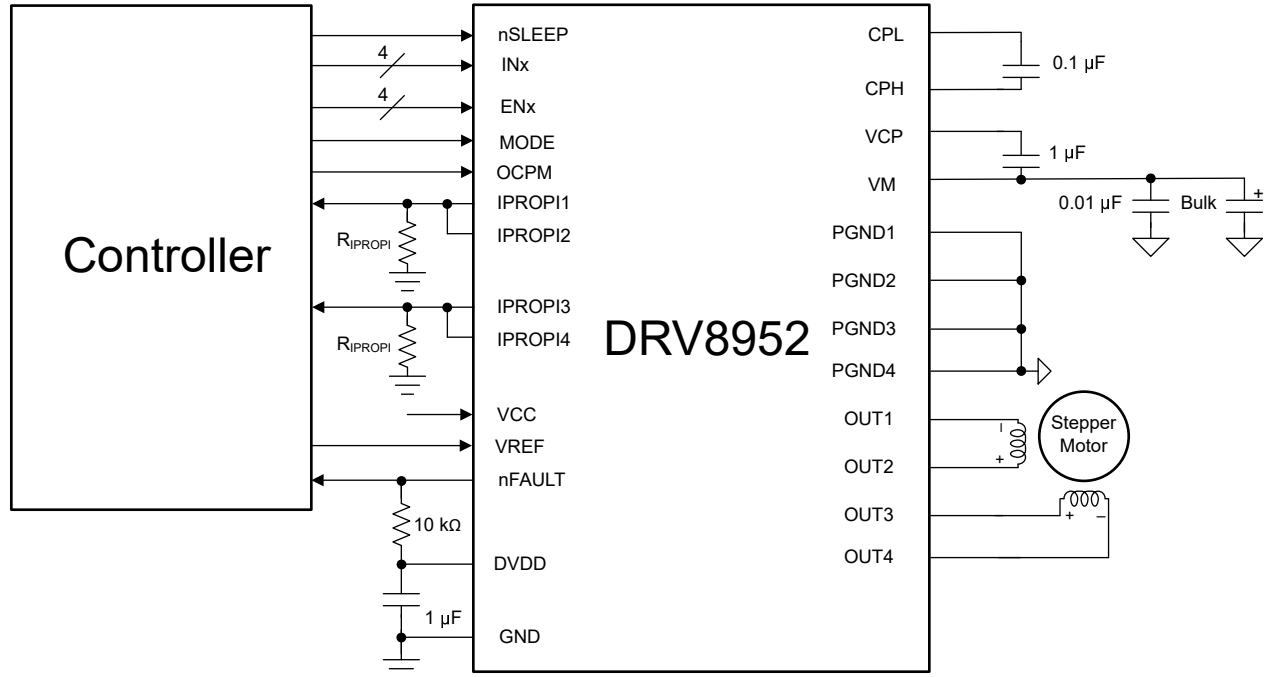 Controller
4
4
R_IPROPI
R_IPROPI
10 kΩ
1 µF
nSLEEP
INx
ENx
MODE
OCPM
IPROPI1
IPROPI2
IPROPI3
IPROPI4
VCC
VREF
nFAULT
DVDD
GND
DRV8952
CPL
CPH
VCP
VM
PGND1
PGND2
PGND3
PGND4
OUT1
OUT2
OUT3
OUT4
0.1 µF
1 µF
0.01 µF
Bulk
+
–
+
Stepper
Motor
+
–